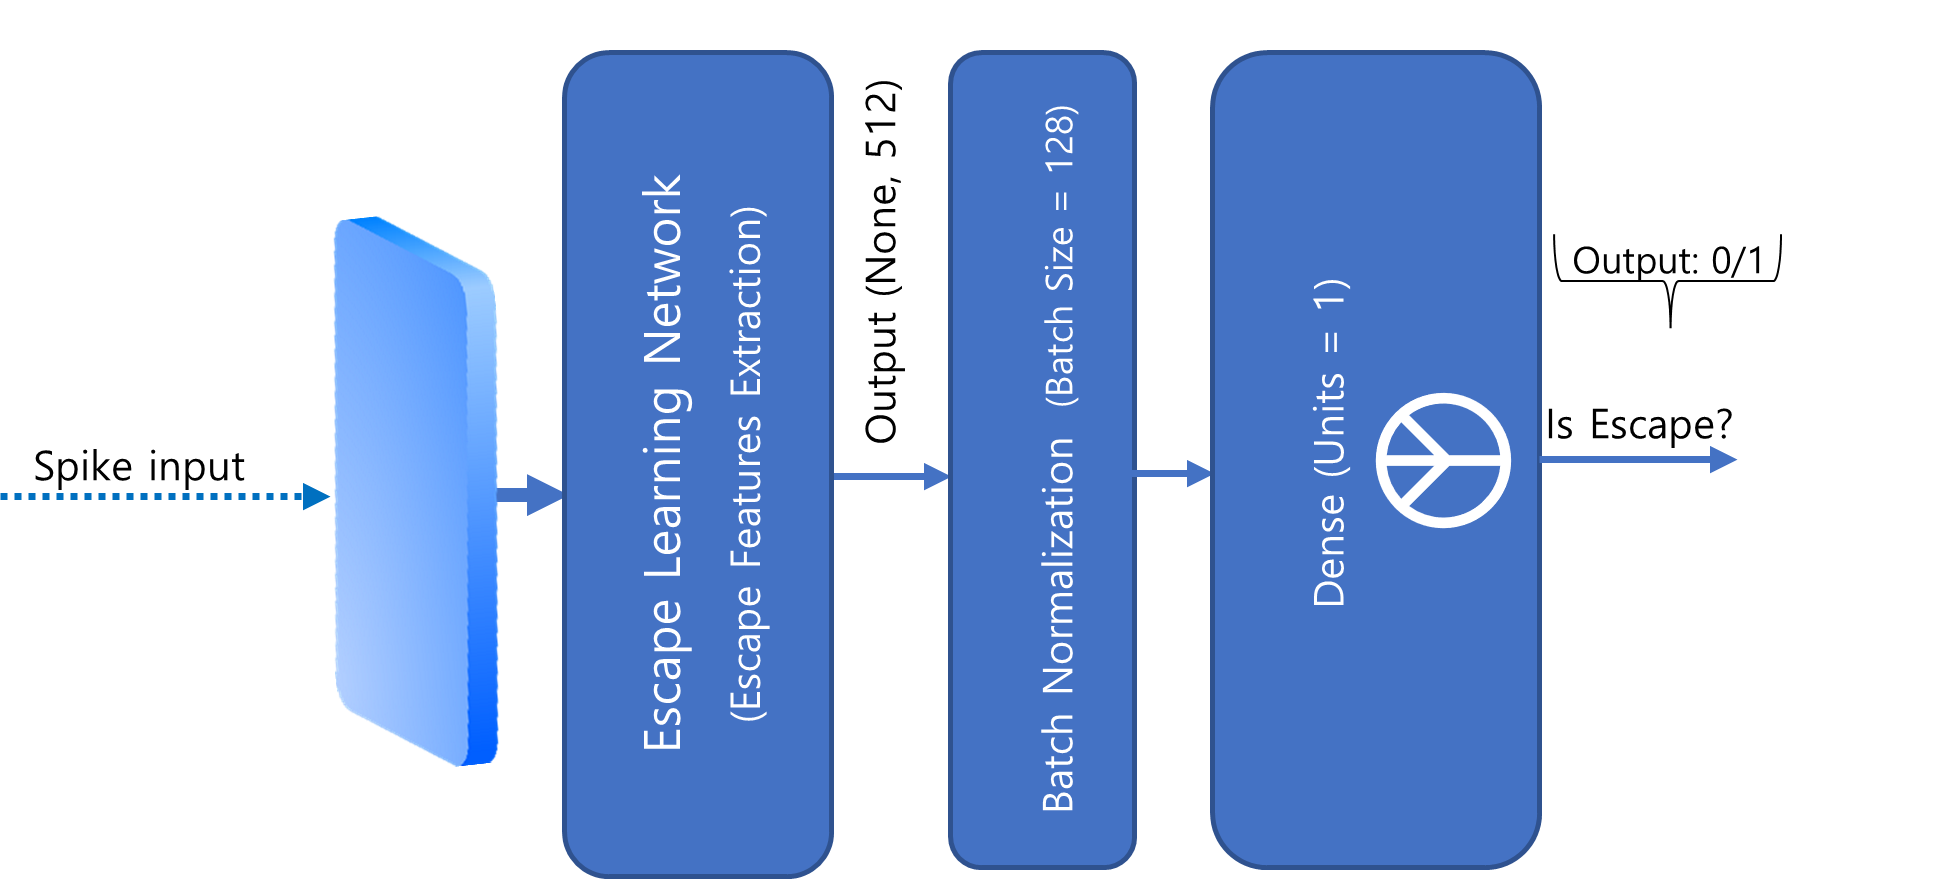 Spike input
Escape Learning Network
(Escape Features Extraction)
Output (None, 512)
Batch Normalization (Batch Size = 128)
Dense (Units = 1)
Output: 0/1
Is Escape?